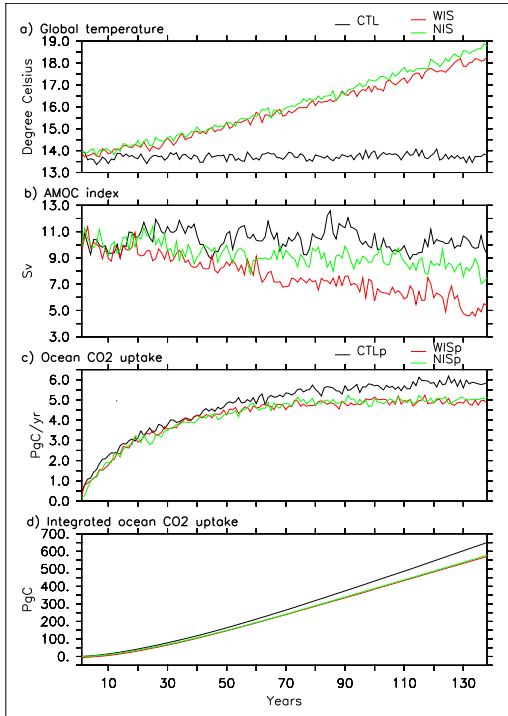 a) Global temperature
CTL
WIS
NIS
19.0
18.0
17.0
16.0
15.0
14.0
13.0
Degree Celsius
b) AMOC index
13.0
11.0
9.0
7.0
5.0
3.0
Sv
c) Ocean CO2 uptake
CTLp
WISp
NISp
6.0
5.0
4.0
3.0
2.0
1.0
0.0
PgC/yr
d) Integrated ocean CO2 uptake
700.
600.
500.
400.
300.
200.
100.
0.
PgC
10 30 50 70 90 110 130
Years